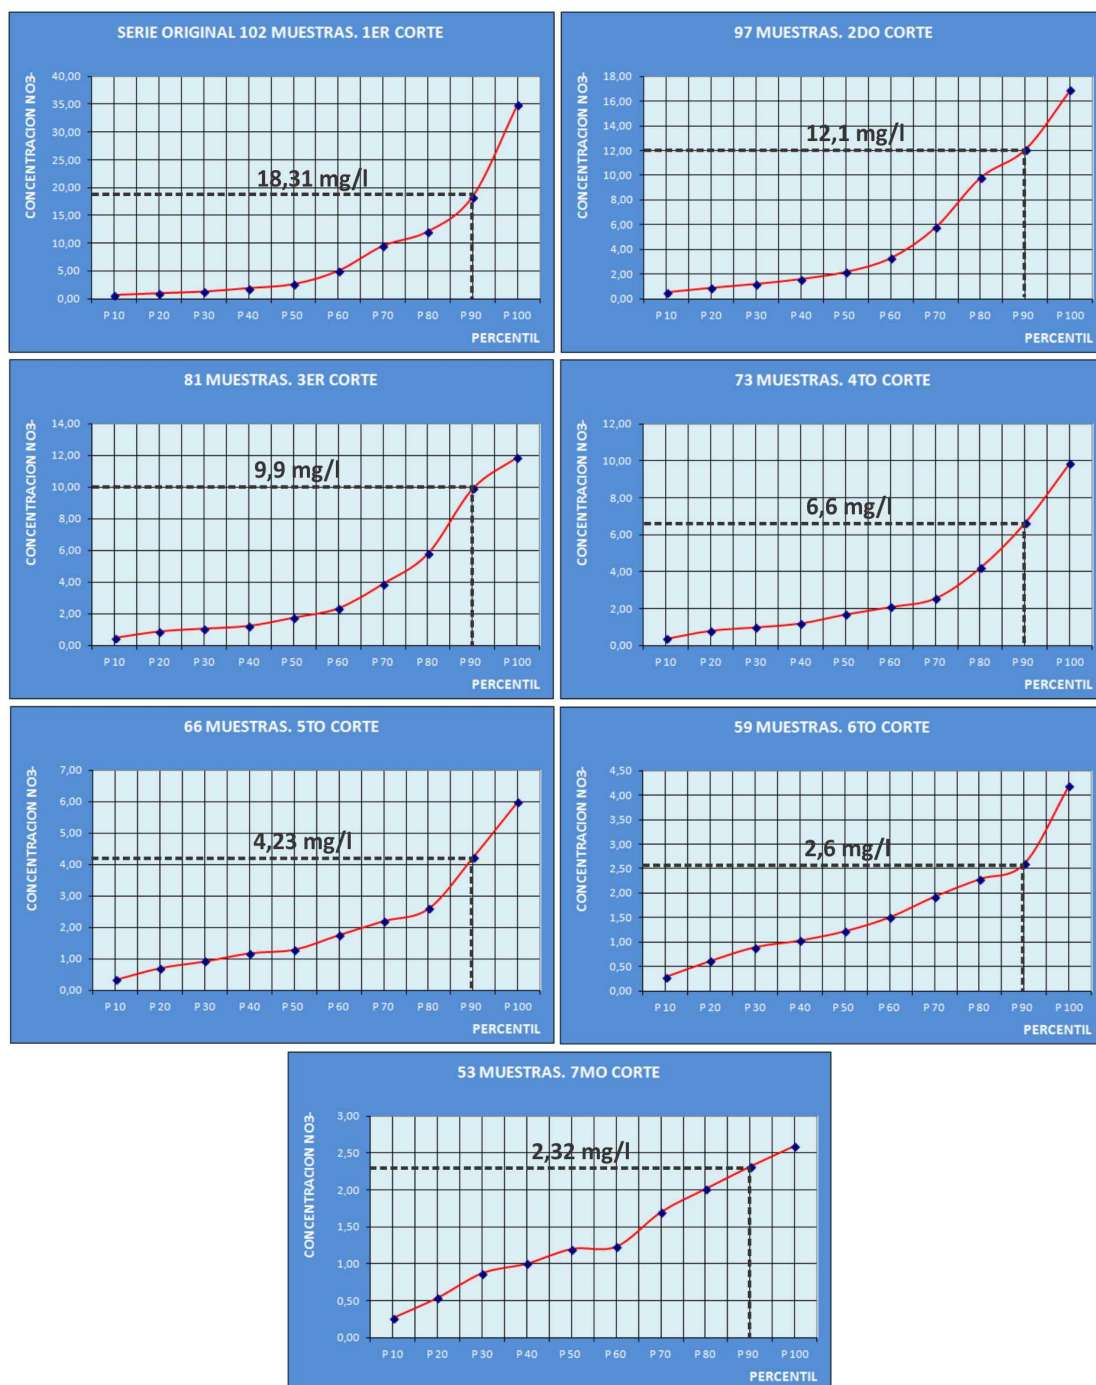 SERIE ORIGINAL 102 MUESTRAS. 1ER CORTE
CONCENTRACION NO3-
40,00
35,00
30,00
25,00
20,00
15,00
10,00
5,00
0,00
18,31 mg/l
P 10 P 20 P 30 P 40 P 50 P 60 P 70 P 80 P 90 P 100
PERCENTIL
97 MUESTRAS. 2DO CORTE
CONCENTRACION NO3-
18,00
16,00
14,00
12,00
10,00
8,00
6,00
4,00
2,00
0,00
12,1 mg/l
P 10 P 20 P 30 P 40 P 50 P 60 P 70 P 80 P 90 P 100
PERCENTIL
81 MUESTRAS. 3ER CORTE
CONCENTRACION NO3-
14,00
12,00
10,00
8,00
6,00
4,00
2,00
0,00
9,9 mg/l
P 10 P 20 P 30 P 40 P 50 P 60 P 70 P 80 P 90 P 100
PERCENTIL
73 MUESTRAS. 4TO CORTE
CONCENTRACION NO3-
12,00
10,00
8,00
6,00
4,00
2,00
0,00
6,6 mg/l
P 10 P 20 P 30 P 40 P 50 P 60 P 70 P 80 P 90 P 100
PERCENTIL
66 MUESTRAS. 5TO CORTE
CONCENTRACION NO3-
7,00
6,00
5,00
4,00
3,00
2,00
1,00
0,00
4,23 mg/l
P 10 P 20 P 30 P 40 P 50 P 60 P 70 P 80 P 90 P 100
PERCENTIL
59 MUESTRAS. 6TO CORTE
CONCENTRACION NO3-
4,50
4,00
3,50
3,00
2,50
2,00
1,50
1,00
0,50
0,00
2,6 mg/l
P 10 P 20 P 30 P 40 P 50 P 60 P 70 P 80 P 90 P 100
PERCENTIL
53 MUESTRAS. 7MO CORTE
CONCENTRACION NO3-
3,00
2,50
2,00
1,50
1,00
0,50
0,00
2,32 mg/l
P 10 P 20 P 30 P 40 P 50 P 60 P 70 P 80 P 90 P 100
PERCENTIL